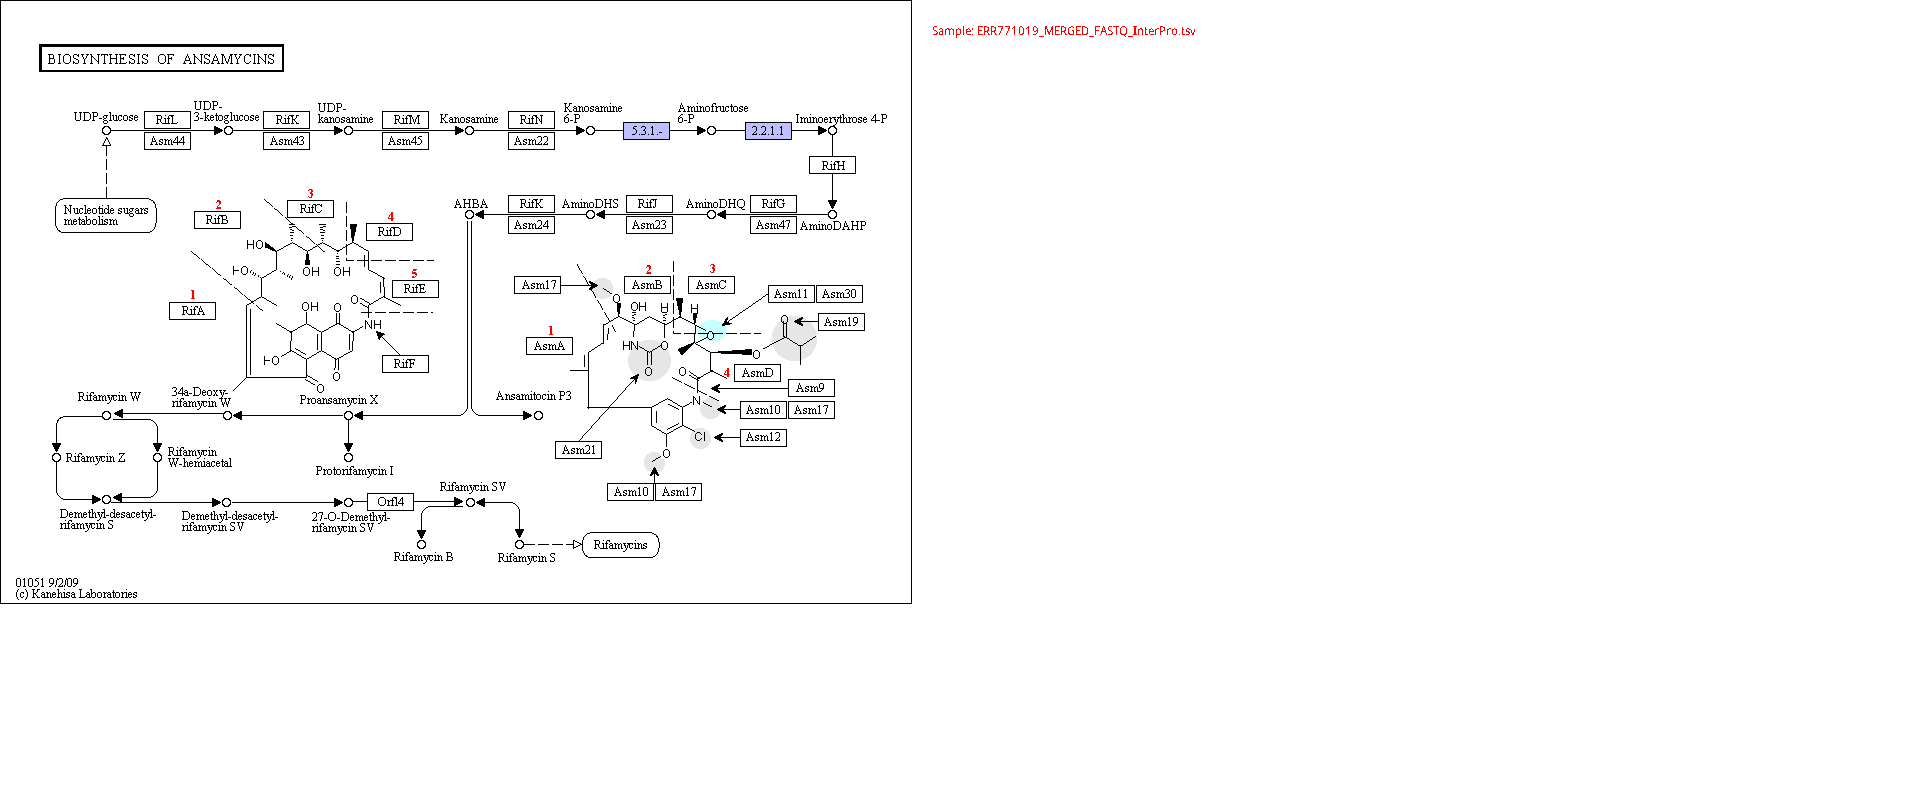 Sample: ERR771019_MERGED_FASTQ_InterPro.tsv
BIOSYNTHESIS OF ANSAMYCINS
UDP-glucose
RifL
Asm44
UDP-
3-ketoglucose
RifK
Asm43
UDP-
kanosamine
RifM
Asm45
Kanosamine
RifN
Asm22
Kanosamine
6-P
5.3.1.-
Aminofructose
6-P
2.2.1.1
Iminoerythrose 4-P
RifH
Nucleotide sugars
metabolism
AHBA
RifK
Asm24
AminoDHS
RifJ
Asm23
AminoDHQ
RifG
Asm47
AminoDAHP
1
RifA
2
RifB
3
RifC
4
RifD
5
RifE
RifF
HO
HO
OH
OH
O
OH
O
NH
HO
O
O
Asm17
1
AsmA
2
AsmB
3
AsmC
4
AsmD
Asm11
Asm30
Asm19
Asm9
Asm10
Asm17
Asm12
Asm21
Asm10
Asm17
O
OH
H
H
HN
O
O
O
O
O
O
N
Cl
O
Rifamycin W
34a-Deoxy-
rifamycin W
Proansamycin X
Ansamitocin P3
Rifamycin Z
Rifamycin
W-hemiacetal
Protorifamycin I
Demethyl-desacetyl-
rifamycin S
Demethyl-desacetyl-
rifamycin SV
27-O-Demethyl-
rifamycin SV
Orf14
Rifamycin SV
Rifamycin B
Rifamycin S
Rifamycins
01051 9/2/09
(c) Kanehisa Laboratories